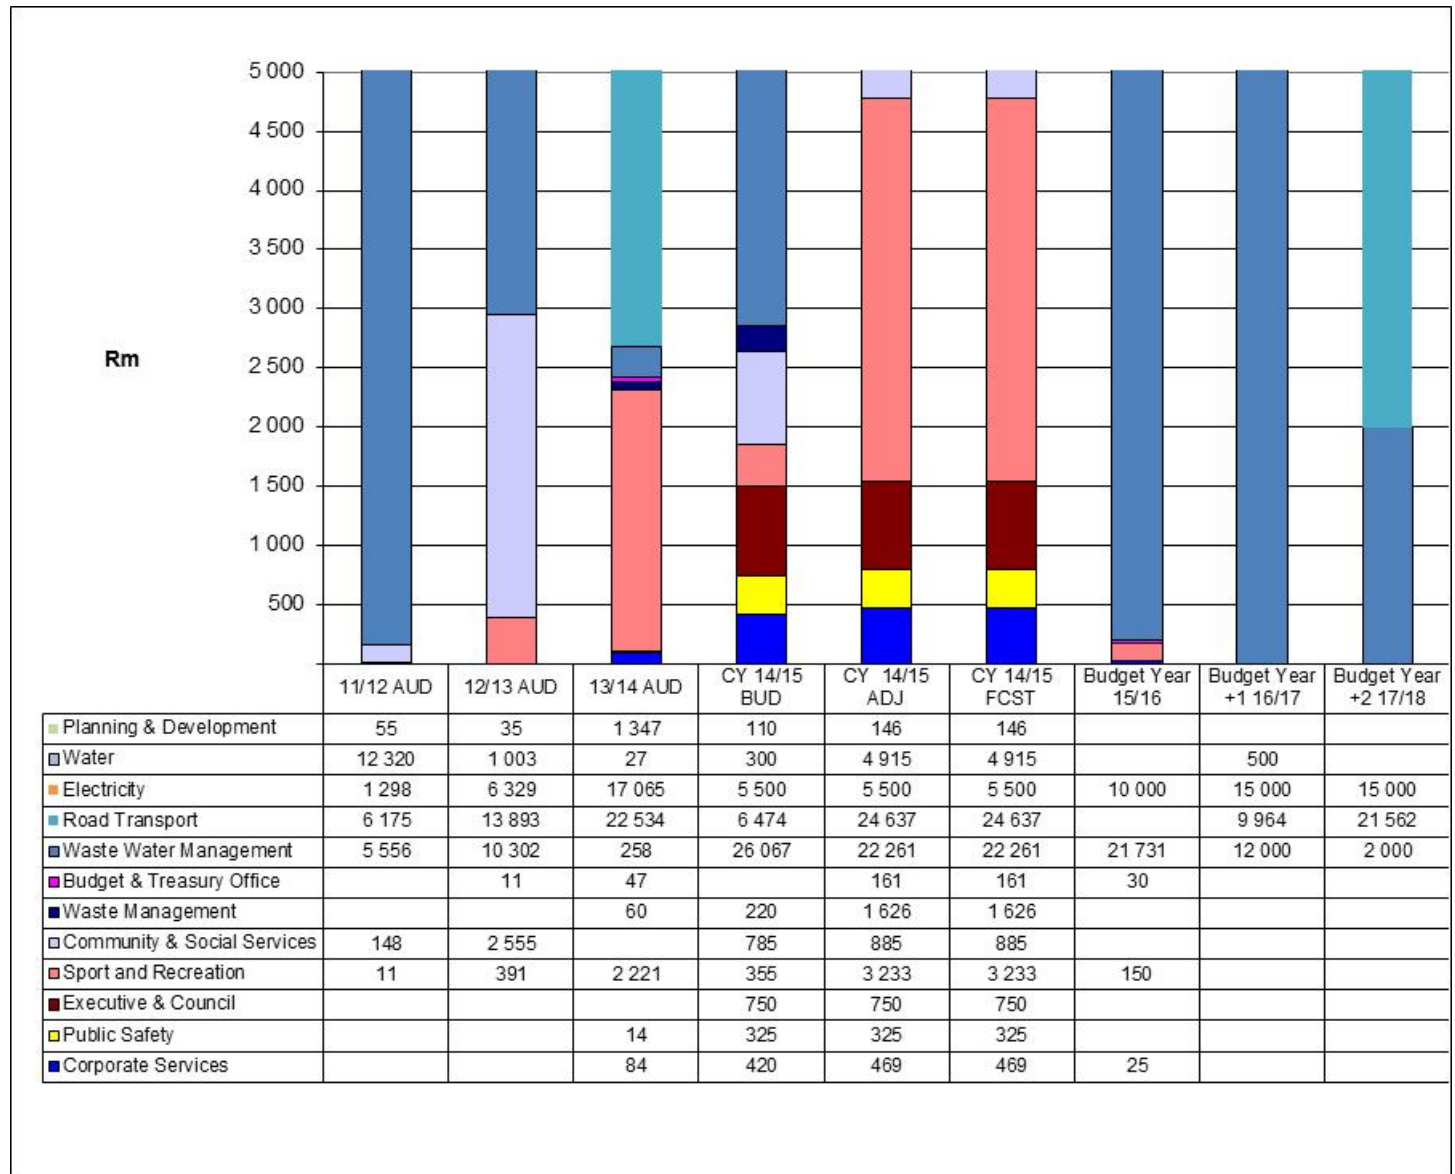 5 000
4 500
4 000
3 500
3 000
2 500
2 000
1 500
1 000
500
Rm
11/12 AUD 12/13 AUD 13/14 AUD CY 14/15 BUD CY 14/15 ADJ CY 14/15 FCST Budget Year 15/16 Budget Year +1 16/17 Budget Year +2 17/18
Planning & Development 55 35 1 347 110 146 146
Water 12 320 1 003 27 300 4 915 4 915 500
Electricity 1 298 6 329 17 065 5 500 5 500 5 500 10 000 15 000 15 000
Road Transport 6 175 13 893 22 534 6 474 24 637 24 637 9 964 21 562
Waste Water Management 5 556 10 302 258 26 067 22 261 22 261 21 731 12 000 2 000
Budget & Treasury Office 11 47 161 161 30
Waste Management 60 220 1 626 1 626
Community & Social Services 148 2 555 785 885 885
Sport and Recreation 11 391 2 221 355 3 233 3 233 150
Executive & Council 750 750 750
Public Safety 14 325 325 325
Corporate Services 84 420 469 469 25